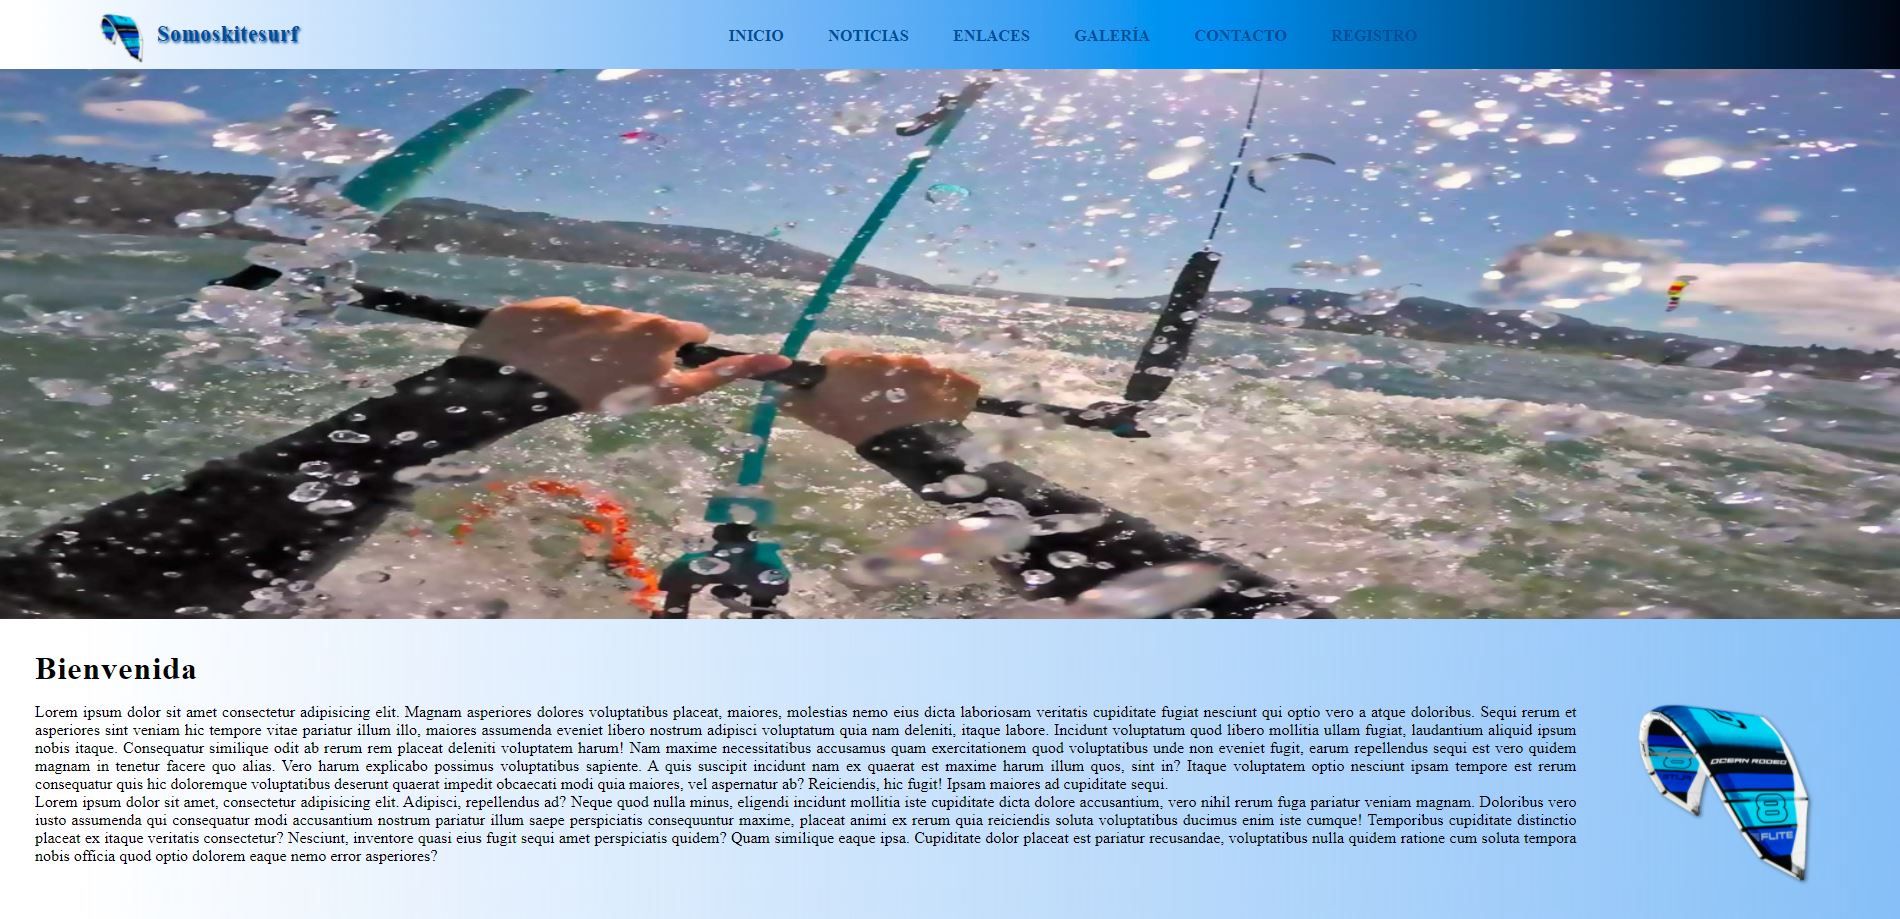 Somoskitesurf
INICIO NOTICIAS ENLACES GALERÍA CONTACTO REGISTRO
Bienvenida
Lorem ipsum dolor sit amet consectetur adipisicing elit. Magnam asperiores dolores voluptatibus placeat, maiores, molestias nemo eius dicta laboriosam veritatis cupiditate fugiat nesciunt qui optio vero a atque doloribus. Sequi rerum et
asperiores sint veniam hic tempore vitae pariatur illum illo, maiores assumenda eveniet libero nostrum adipisci voluptatum quia nam deleniti, itaque labore. Incidunt voluptatum quod libero mollitia ullam fugiat, laudantium aliquid ipsum
nobis itaque. Consequatur similique odit ab rerum rem placeat deleniti voluptatem harum! Nam maxime necessitatibus accusamus quam exercitationem quod voluptatibus unde non eveniet fugit, earum repellendus sequi est vero quidem
magnam in tenetur facere quo alias. Vero harum explicabo possimus voluptatibus sapiente. A quis suscipit incidunt nam ex quaerat est maxime harum illum quos, sint in? Itaque voluptatem optio nesciunt ipsam tempore est rerum
consequatur quis hic doloremque voluptatibus deserunt quaerat impedit obcaecati modi quia maiores, vel aspernatur ab? Reiciendis, hic fugit! Ipsam maiores ad cupiditate sequi.
Lorem ipsum dolor sit amet, consectetur adipisicing elit. Adipisci, repellendus ad? Neque quod nulla minus, eligendi incidunt mollitia iste cupiditate dicta dolore accusantium, vero nihil rerum fuga pariatur veniam magnam. Doloribus vero
iusto assumenda qui consequatur modi accusantium nostrum pariatur illum saepe perspiciatis consequuntur maxime, placeat animi ex rerum quia reiciendis soluta voluptatibus ducimus enim iste cumque! Temporibus cupiditate distinctio
placeat ex itaque veritatis consectetur? Nesciunt, inventore quasi eius fugit sequi amet perspiciatis quidem? Quam similique eaque ipsa. Cupiditate dolor placeat est pariatur recusandae, voluptatibus nulla quidem ratione cum soluta tempora
nobis officia quod optio dolorem eaque nemo error asperiores?
OCEAN RODEO
8
8
FLITE